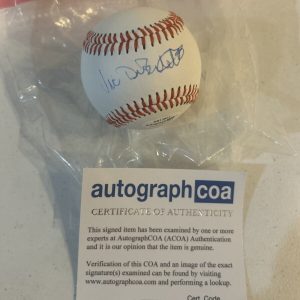 autographcoa
CERTIFICATE OF AUTHENTICITY
This signed item has been examined by one or more
experts at AutographCOA (ACOA) Authentication
and it is our opinion that the item is genuine.
Verification of this COA and an image of the exact
signature(s) examined can be found by visiting
www.autographcoa.com and performing a lookup.
Cert. Code